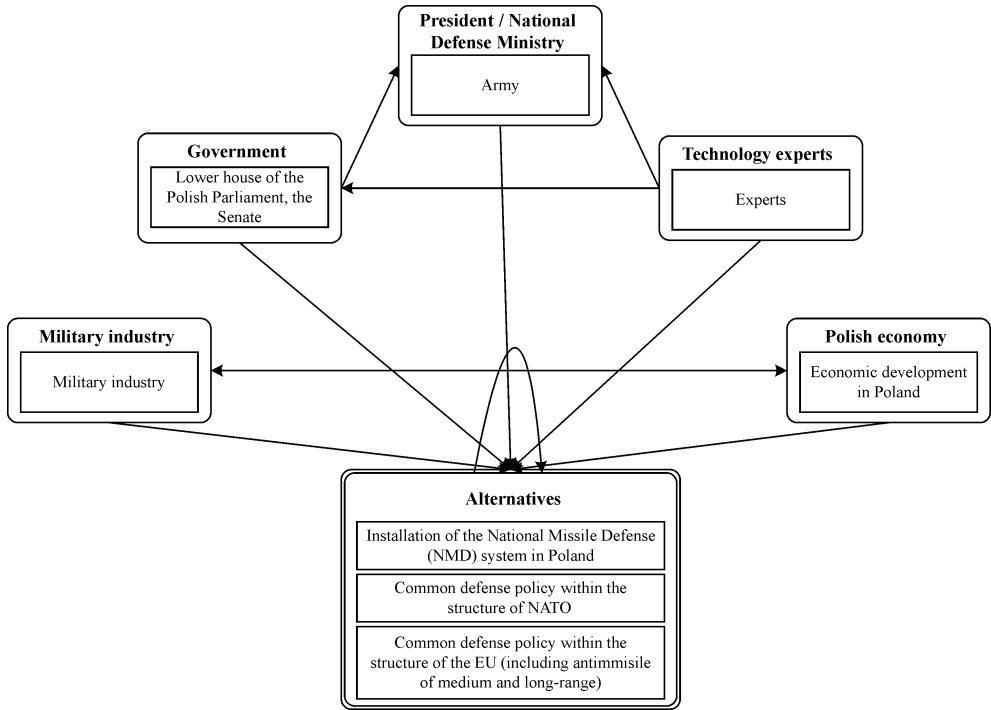 President / National
Defense Ministry
Army
Government
Lower house of the
Polish Parliament, the
Senate
Technology experts
Experts
Military industry
Military industry
Polish economy
Economic development
in Poland
Alternatives
Installation of the National Missile Defense
(NMD) system in Poland
Common defense policy within the
structure of NATO
Common defense policy within the
structure of the EU (including antimmisile
of medium and long-range)